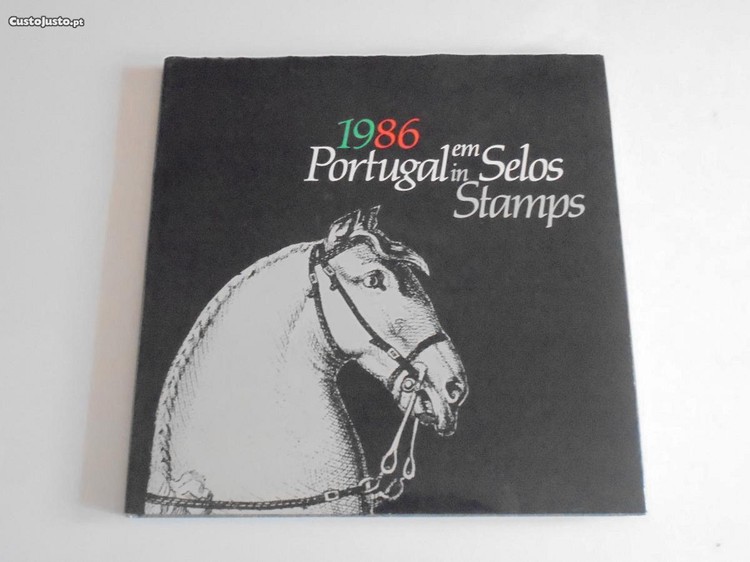 CustoJusto.pt
1986
Portugal em Selos
in Stamps